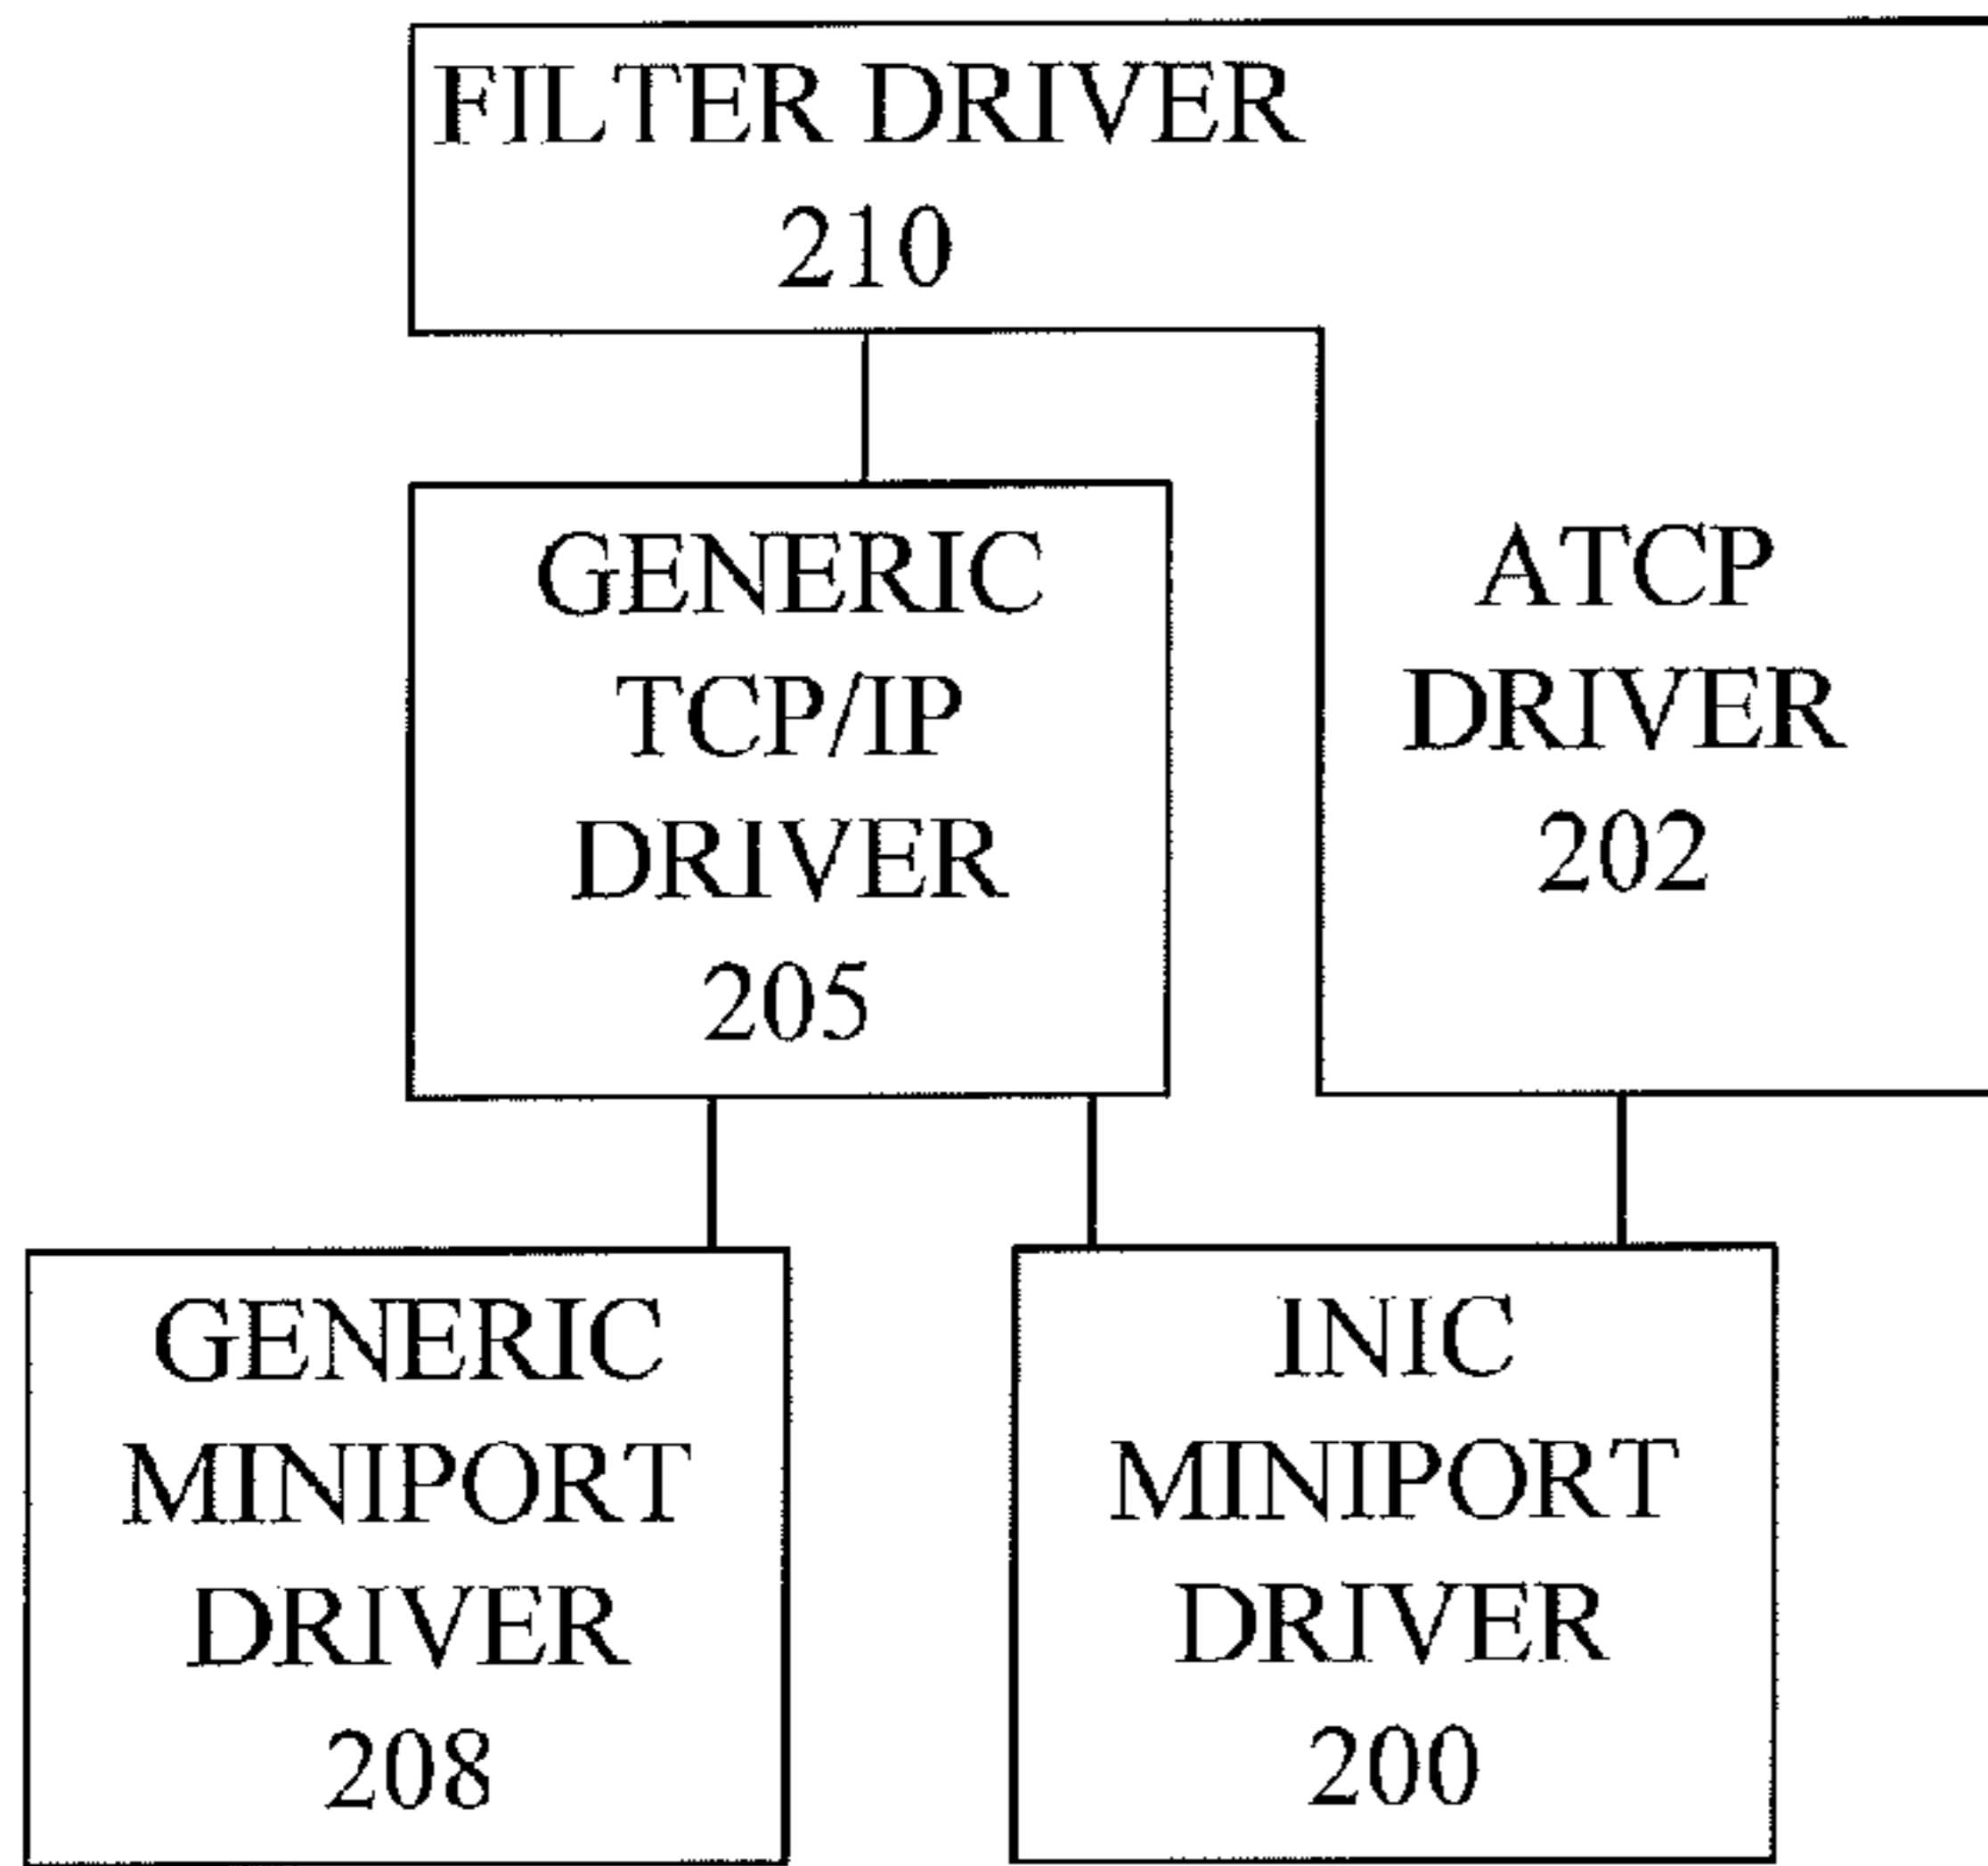 FILTER DRIVER
210
GENERIC
TCP/IP
DRIVER
205
ATCP
DRIVER
202
GENERIC
MINIPORT
DRIVER
208
INIC
MINIPORT
DRIVER
200